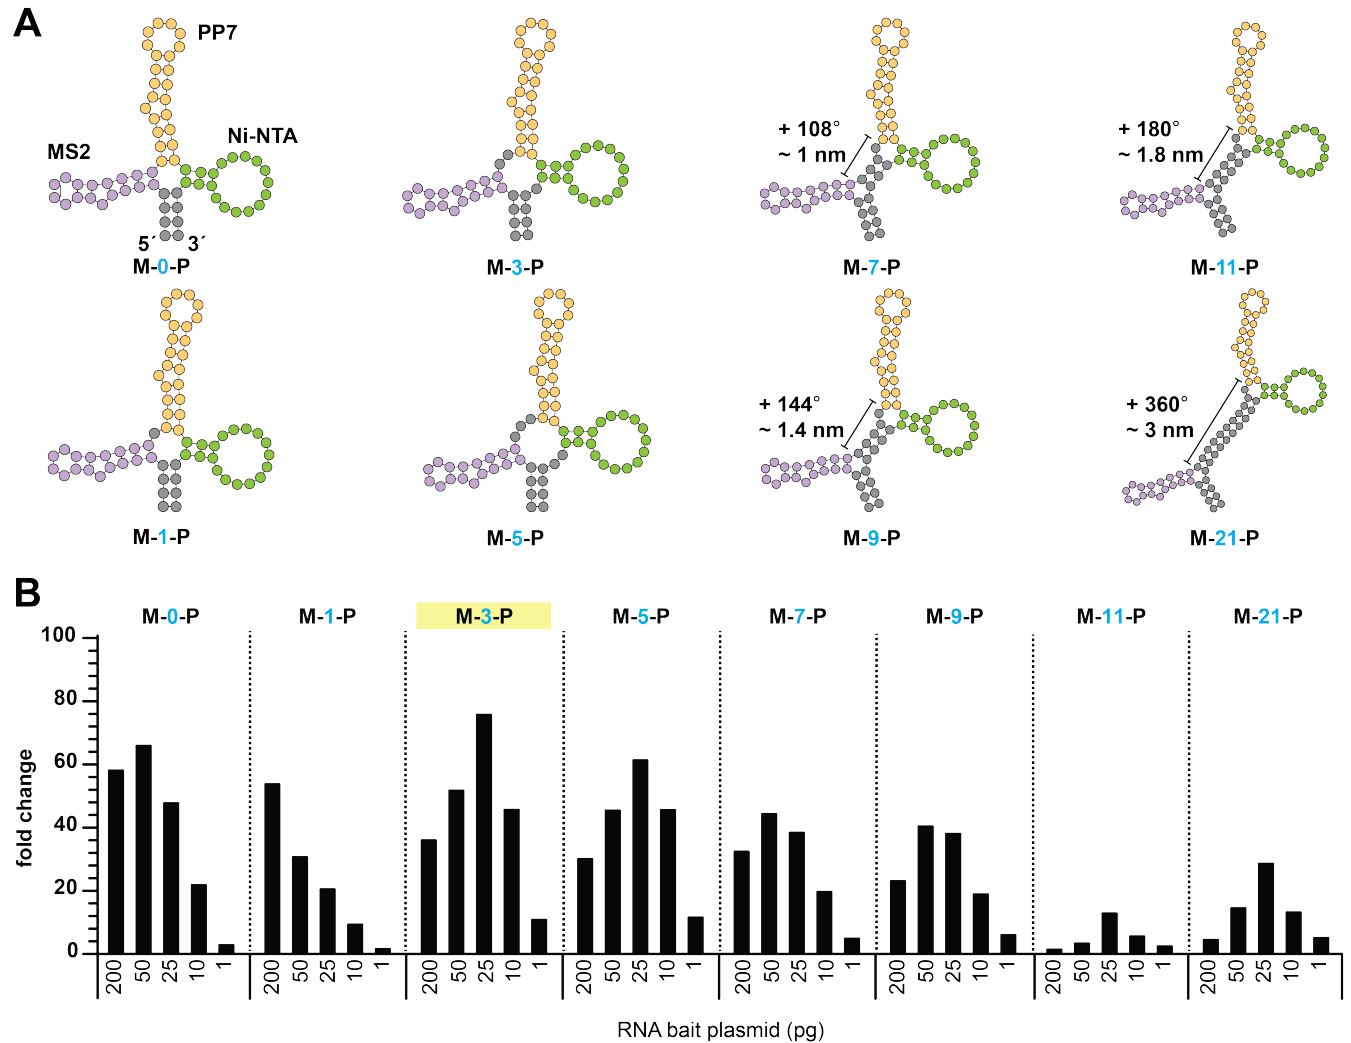 A
PP7
MS2
Ni-NTA
5´ 3´
M-0-P
M-3-P
+ 108°
~ 1 nm
M-7-P
+ 180°
~ 1.8 nm
M-11-P
M-1-P
M-5-P
+ 144°
~ 1.4 nm
M-9-P
+ 360°
~ 3 nm
M-21-P
B
M-0-P M-1-P M-3-P M-5-P M-7-P M-9-P M-11-P M-21-P
fold change
100
80
60
40
20
0
200 50 25 10 1 200 50 25 10 1 200 50 25 10 1 200 50 25 10 1 200 50 25 10 1 200 50 25 10 1 200 50 25 10 1 200 50 25 10 1
RNA bait plasmid (pg)